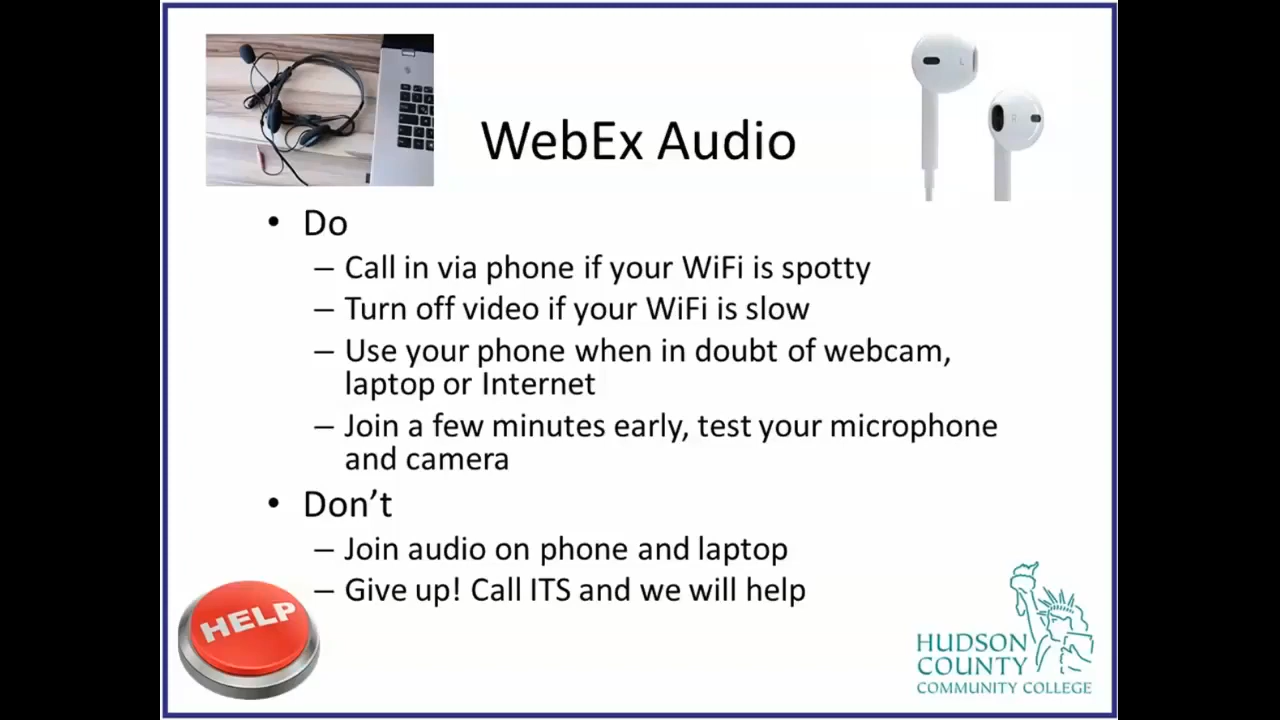 WebEx Audio
• Do
– Call in via phone if your WiFi is spotty
– Turn off video if your WiFi is slow
– Use your phone when in doubt of webcam,
laptop or Internet
– Join a few minutes early, test your microphone
and camera
• Don’t
– Join audio on phone and laptop
– Give up! Call ITS and we will help
HELP
HUDSON
COUNTY
COMMUNITY COLLEGE
L
R